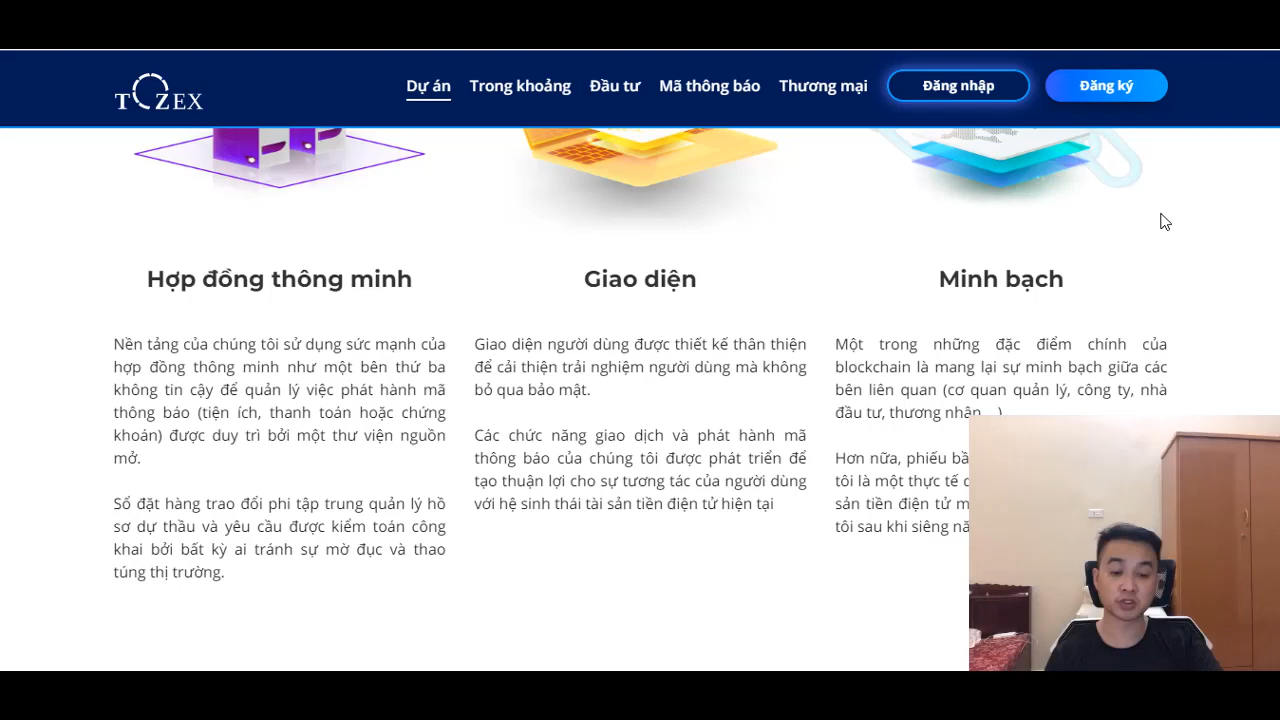 TOZEX
Dự án
Trong khoảng
Đầu tư
Mã thông báo
Thương mại
Đăng nhập
Đăng ký
Hợp đồng thông minh
Nền tảng của chúng tôi sử dụng sức mạnh của
hợp đồng thông minh như một bên thứ ba
không tin cậy để quản lý việc phát hành mã
thông báo (tiện ích, thanh toán hoặc chứng
khoán) được duy trì bởi một thư viện nguồn
mở.
Sổ đặt hàng trao đổi phi tập trung quản lý hồ
sơ dự thầu và yêu cầu được kiểm toán công
khai bởi bất kỳ ai tránh sự mờ đục và thao
túng thị trường.
Giao diện
Giao diện người dùng được thiết kế thân thiện
để cải thiện trải nghiệm người dùng mà không
bỏ qua bảo mật.
Các chức năng giao dịch và phát hành mã
thông báo của chúng tôi được phát triển để
tạo thuận lợi cho sự tương tác của người dùng
với hệ sinh thái tài sản tiền điện tử hiện tại
Minh bạch
Một trong những đặc điểm chính của
blockchain là mang lại sự minh bạch giữa các
bên liên quan (cơ quan quản lý, công ty, nhà
đầu tư, thương nhân, ...)
Hơn nữa, phiếu
tôi là một thực tế
sản tiền điện tử
tôi sau khi siêng